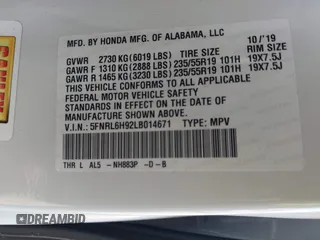 MFD. BY HONDA MFG OF ALABAMA, LLC 10/'19
GVWR 2730 KG(6019 LBS) TIRE SIZE RIM SIZE
GAWR F 1310 KG(2888 LBS) 235/55R19 101H 19X7.5J
GAWR R 1465 KG(3230 LBS) 235/55R19 101H 19X7.5J
THIS VEHICLE CONFORMS TO ALL APPLICABLE
FEDERAL MOTOR VEHICLE SAFETY STANDARDS
IN EFFECT ON THE DATE OF
MANUFACTURE SHOWN ABOVE.
V.I.N: 5FNRL6H92LB014671 TYPE: MPV
THR L AL5 - NH883P -D-B
© DRAIMBID